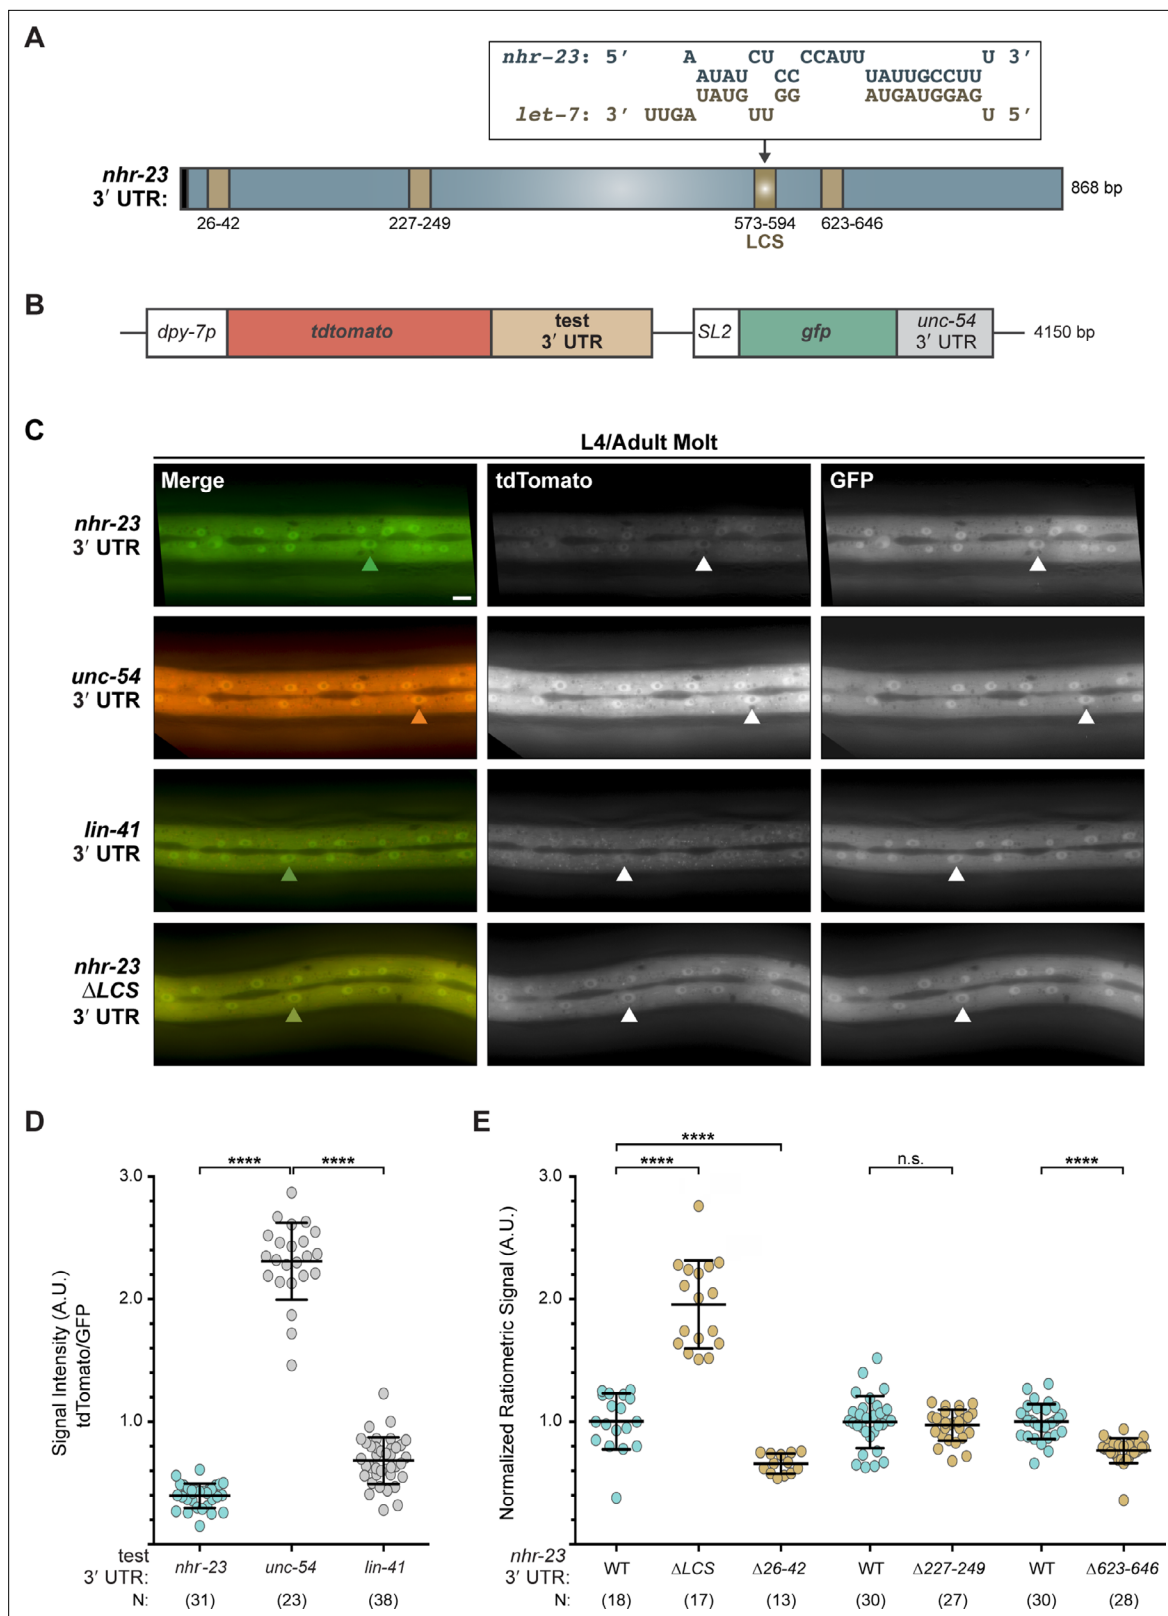 A
nhr-23: 5′ A CU CCAUU U 3′
AUAU CC UAUUGCCUU
UAUG GG AUGAUGGAG
let-7: 3′ UUGA UU U 5′
nhr-23
3′ UTR:
868 bp
26-42 227-249 573-594 623-646
LCS
B
dpy-7p tdtomato test
3′ UTR SL2 gfp unc-54
3′ UTR 4150 bp
C
L4/Adult Molt
Merge tdTomato GFP
nhr-23
3′ UTR
unc-54
3′ UTR
lin-41
3′ UTR
nhr-23
ΔLCS
3′ UTR
D
Signal Intensity (A.U.)
tdTomato/GFP
**** ****
3.0
2.0
1.0
test
3′ UTR: nhr-23 unc-54 lin-41
N: (31) (23) (38)
E
Normalized Ratiometric Signal (A.U.)
****
**** n.s. ****
3.0
2.0
1.0
nhr-23
3′ UTR: WT ΔLCS Δ26-42 WT Δ227-249 WT Δ623-646
N: (18) (17) (13) (30) (27) (30) (28)